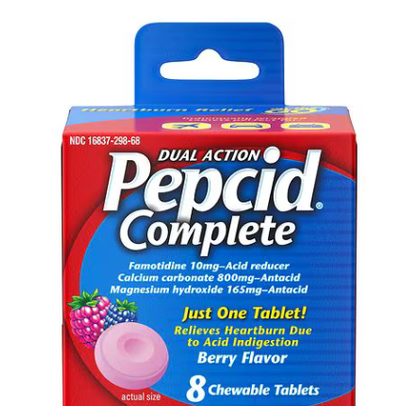 Heartburn Relief
NDC 16837-298-68
DUAL ACTION
Pepcid®
Complete
Famotidine 10mg–Acid reducer
Calcium carbonate 800mg–Antacid
Magnesium hydroxide 165mg–Antacid
Just One Tablet!
Relieves Heartburn Due
to Acid Indigestion
Berry Flavor
actual size
8 Chewable Tablets